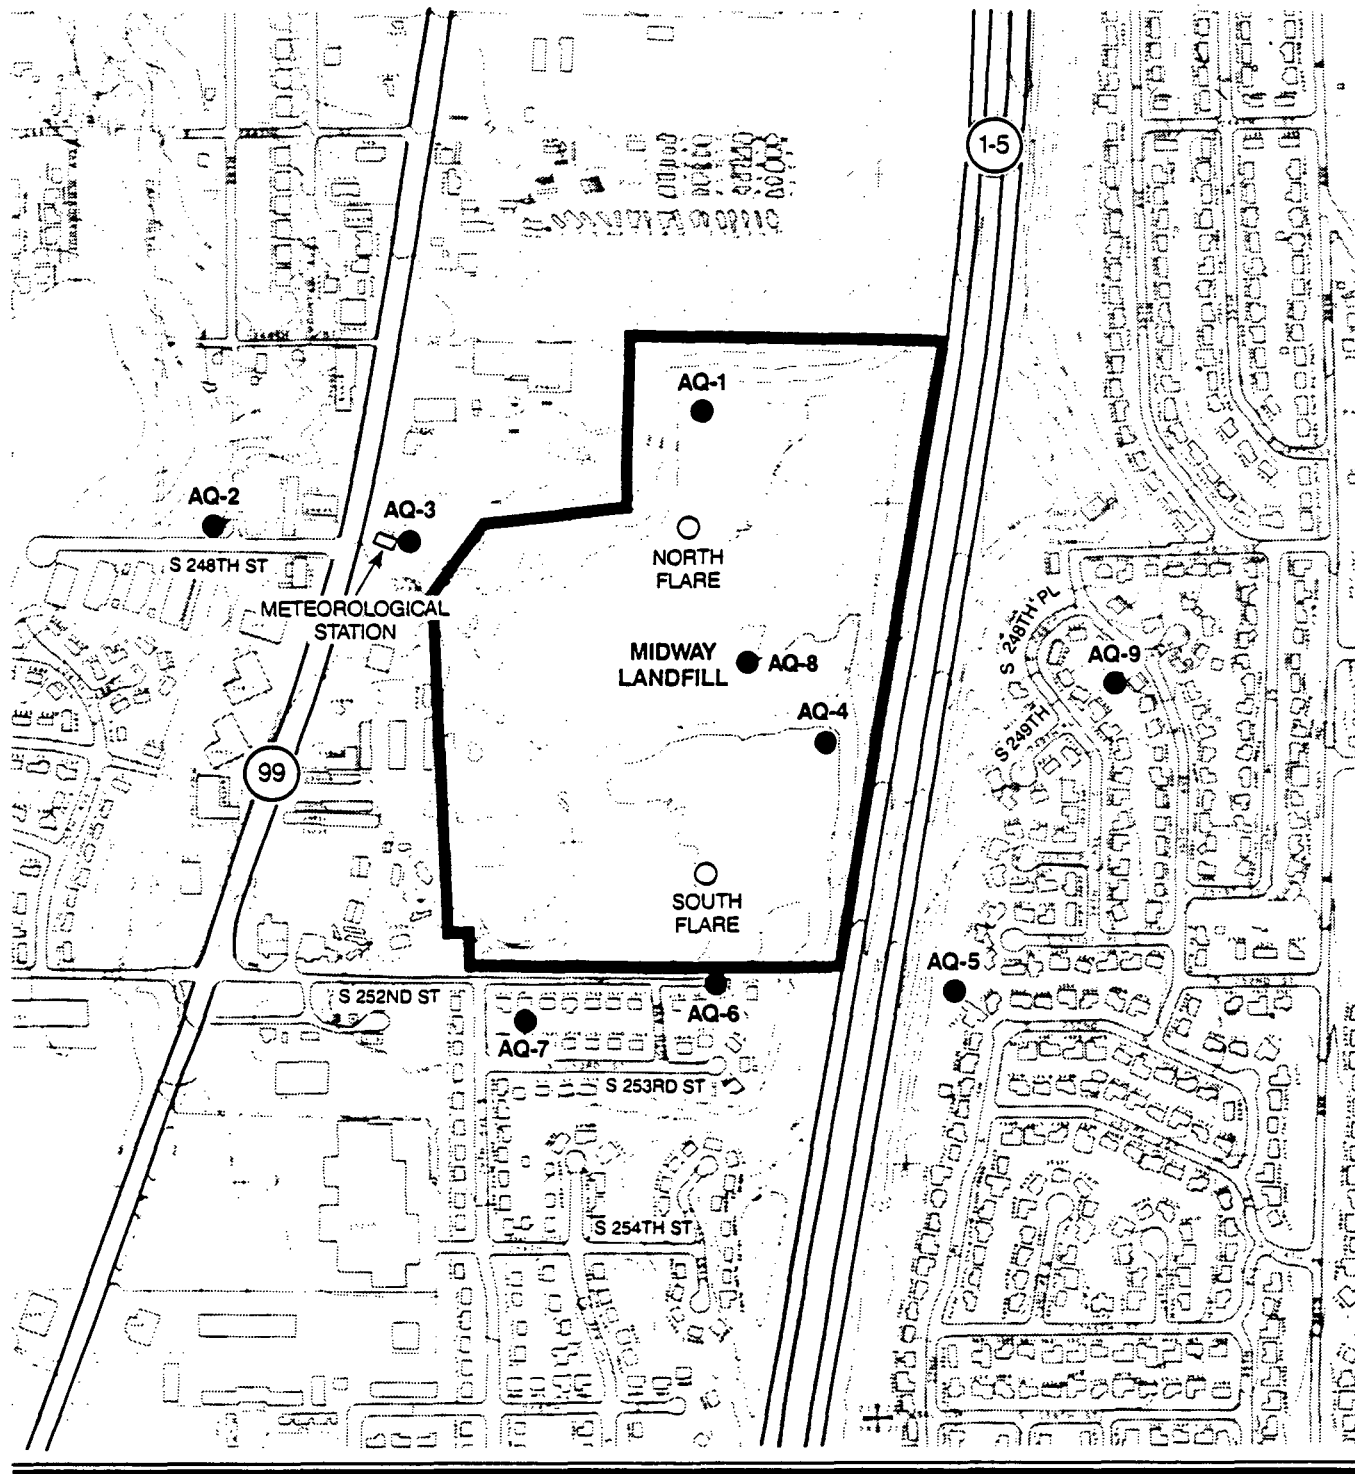 1-5
AQ-1
AQ-2
AQ-3
S 248TH ST
NORTH
FLARE
METEOROLOGICAL
STATION
S 248TH PL
MIDWAY
LANDFILL
AQ-8
AQ-9
AQ-4
S 249TH
99
SOUTH
FLARE
AQ-5
S 252ND ST
AQ-6
AQ-7
S 253RD ST
S 254TH ST